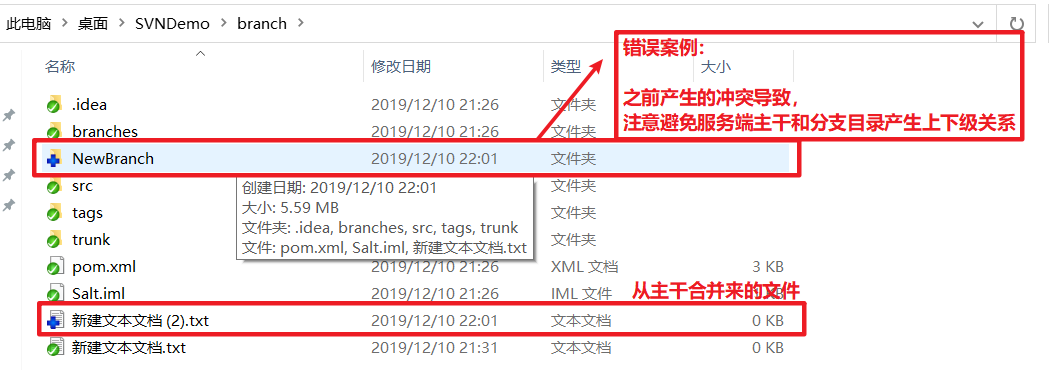 此电脑 > 桌面 > SVNDemo > branch >
名称 修改日期 类型 大小
错误案例：
之前产生的冲突导致，
注意避免服务端主干和分支目录产生上下级关系
.idea 2019/12/10 21:26 文件夹
branches 2019/12/10 21:26 文件夹
NewBranch 2019/12/10 22:01 文件夹
src 文件夹
创建日期: 2019/12/10 22:01
大小: 5.59 MB
文件夹: .idea, branches, src, tags, trunk
文件: pom.xml, Salt.iml, 新建文本文档.txt
tags 文件夹
trunk 文件夹
pom.xml 2019/12/10 21:26 XML 文档 3 KB
Salt.iml 2019/12/10 21:26 IML 文件 KB
从主干合并来的文件
新建文本文档 (2).txt 2019/12/10 22:01 文本文档 0 KB
新建文本文档.txt 2019/12/10 21:31 文本文档 0 KB